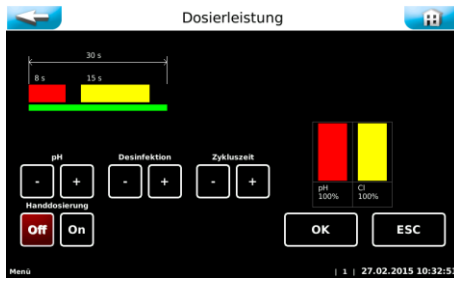 Dosierleistung
30 s
8 s 15 s
pH Desinfektion Zykluszeit
- + - + - +
pH Cl
100% 100%
Handdosierung
Off On OK ESC
Menü | 1 | 27.02.2015 10:32:53